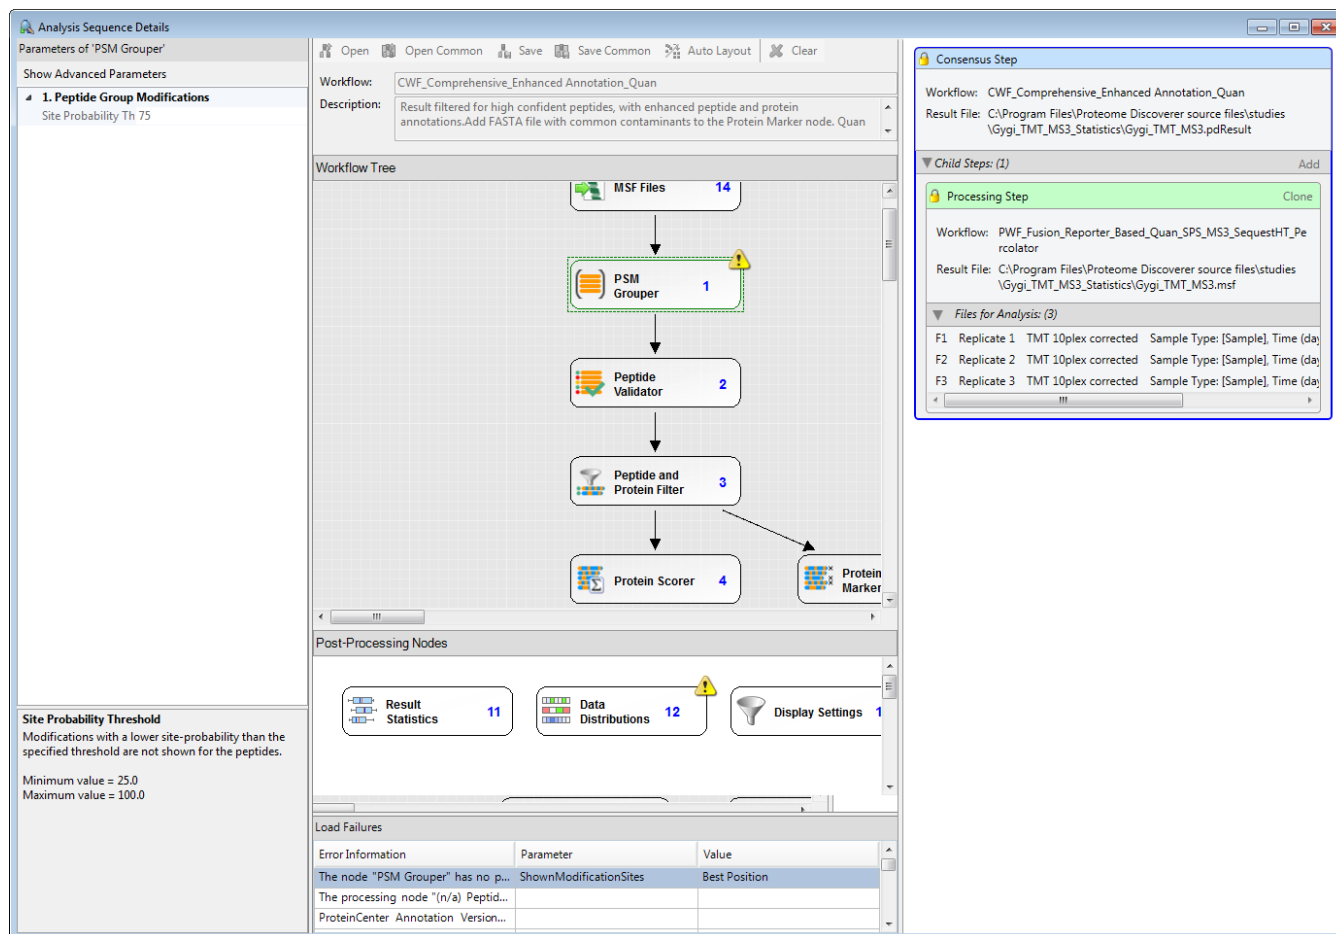 Analysis Sequence Details
Parameters of 'PSM Grouper'
Show Advanced Parameters
1. Peptide Group Modifications
Site Probability Th 75
Site Probability Threshold
Modifications with a lower site-probability than the
specified threshold are not shown for the peptides.
Minimum value = 25.0
Maximum value = 100.0
Open Open Common Save Save Common Auto Layout Clear
Workflow: CWF_Comprehensive_Enhanced Annotation_Quan
Description: Result filtered for high confident peptides, with enhanced peptide and protein
annotations.Add FASTA file with common contaminants to the Protein Marker node. Quan
Workflow Tree
MSF Files 14
PSM
Grouper 1
Peptide
Validator 2
Peptide and
Protein Filter 3
Protein Scorer 4
Protein
Marker
Post-Processing Nodes
Result
Statistics 11
Data
Distributions 12
Display Settings 1
Load Failures
Error Information Parameter Value
The node "PSM Grouper" has no p... ShownModificationSites Best Position
The processing node "(n/a) Peptid...
ProteinCenter Annotation Version...
Consensus Step
Workflow: CWF_Comprehensive_Enhanced Annotation_Quan
Result File: C:\Program Files\Proteome Discoverer source files\studies
\Gygi_TMT_MS3_Statistics\Gygi_TMT_MS3.pdResult
Child Steps: (1) Add
Processing Step Clone
Workflow: PWF_Fusion_Reporter_Based_Quan_SPS_MS3_SequestHT_Pe
rcolator
Result File: C:\Program Files\Proteome Discoverer source files\studies
\Gygi_TMT_MS3_Statistics\Gygi_TMT_MS3.msf
Files for Analysis: (3)
F1 Replicate 1 TMT 10plex corrected Sample Type: [Sample], Time (day
F2 Replicate 2 TMT 10plex corrected Sample Type: [Sample], Time (day
F3 Replicate 3 TMT 10plex corrected Sample Type: [Sample], Time (day